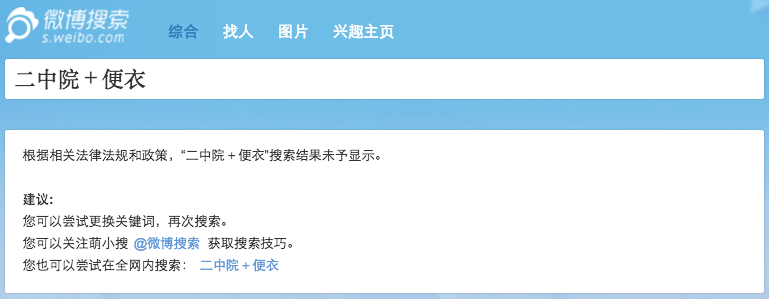 微博搜索
s.weibo.com
综合 找人 图片 兴趣主页
二中院＋便衣
根据相关法律法规和政策，“二中院＋便衣”搜索结果未予显示。
建议：
您可以尝试更换关键词，再次搜索。
您可以关注萌小搜 @微博搜索 获取搜索技巧。
您也可以尝试在全网内搜索： 二中院＋便衣